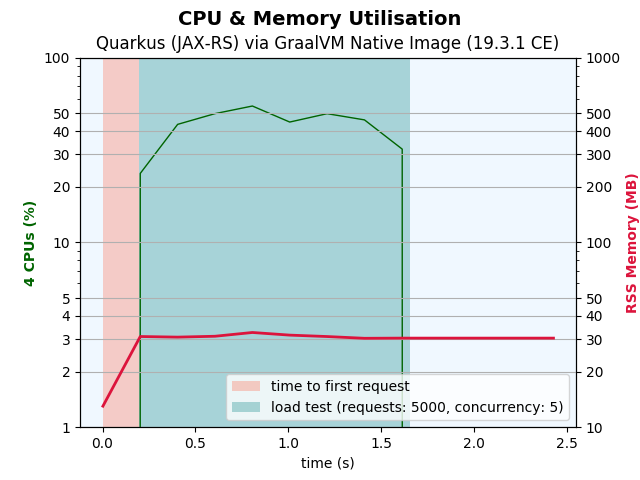 CPU & Memory Utilisation
Quarkus (JAX-RS) via GraalVM Native Image (19.3.1 CE)
4 CPUs (%)
100
50
40
30
20
10
5
4
3
2
1
1000
500
400
300
200
100
50
40
30
20
10
RSS Memory (MB)
time to first request
load test (requests: 5000, concurrency: 5)
0.0 0.5 1.0 1.5 2.0 2.5
time (s)